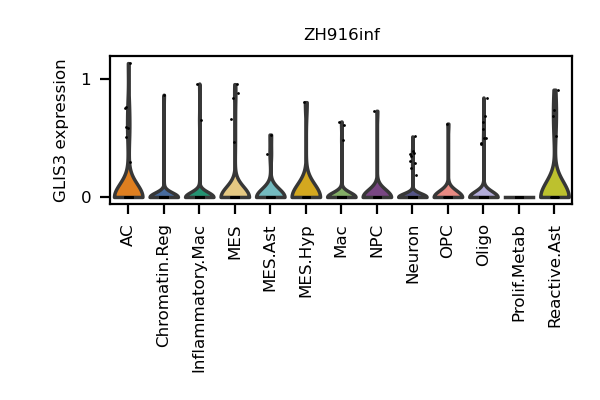 ZH916inf
GLIS3 expression
1
0
AC
Chromatin.Reg
Inflammatory.Mac
MES
MES.Ast
MES.Hyp
Mac
NPC
Neuron
OPC
Oligo
Prolif.Metab
Reactive.Ast